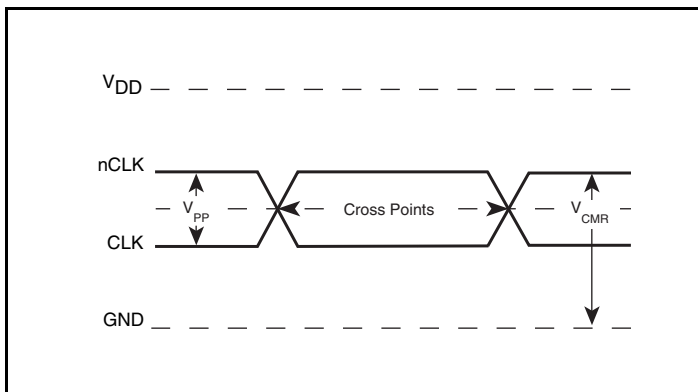 VDD
nCLK
VPP
Cross Points
VCMR
CLK
GND